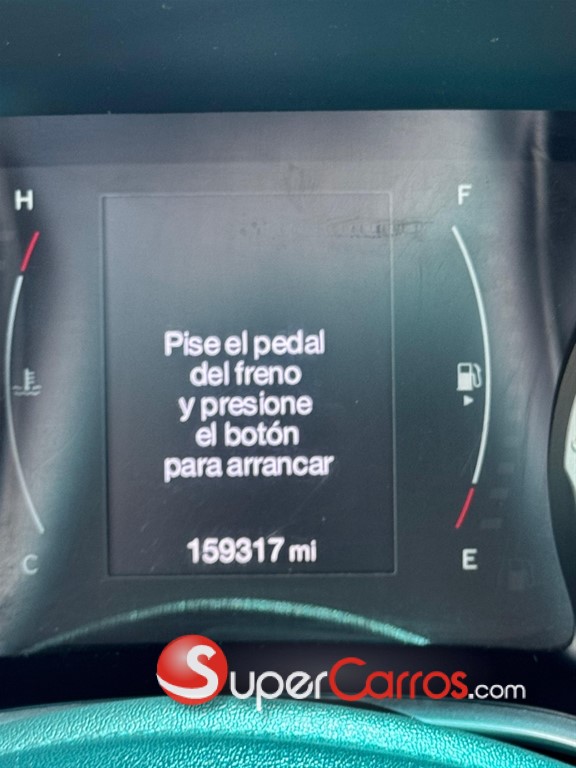 H
F
Pise el pedal
del freno
y presione
el botón
para arrancar
159317 mi
C
E
SuperCarros.com